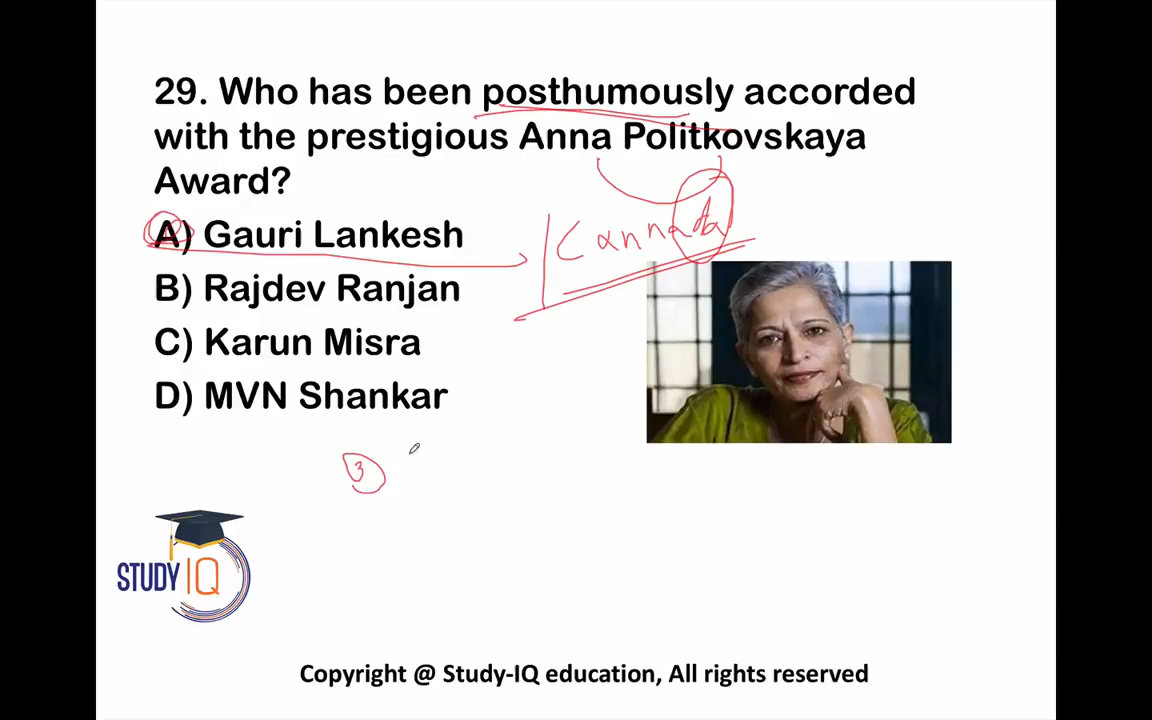 29. Who has been posthumously accorded
with the prestigious Anna Politkovskaya
Award?
A) Gauri Lankesh
Cannada
B) Rajdev Ranjan
C) Karun Misra
D) MVN Shankar
3
STUDY IQ
Copyright @ Study-IQ education, All rights reserved